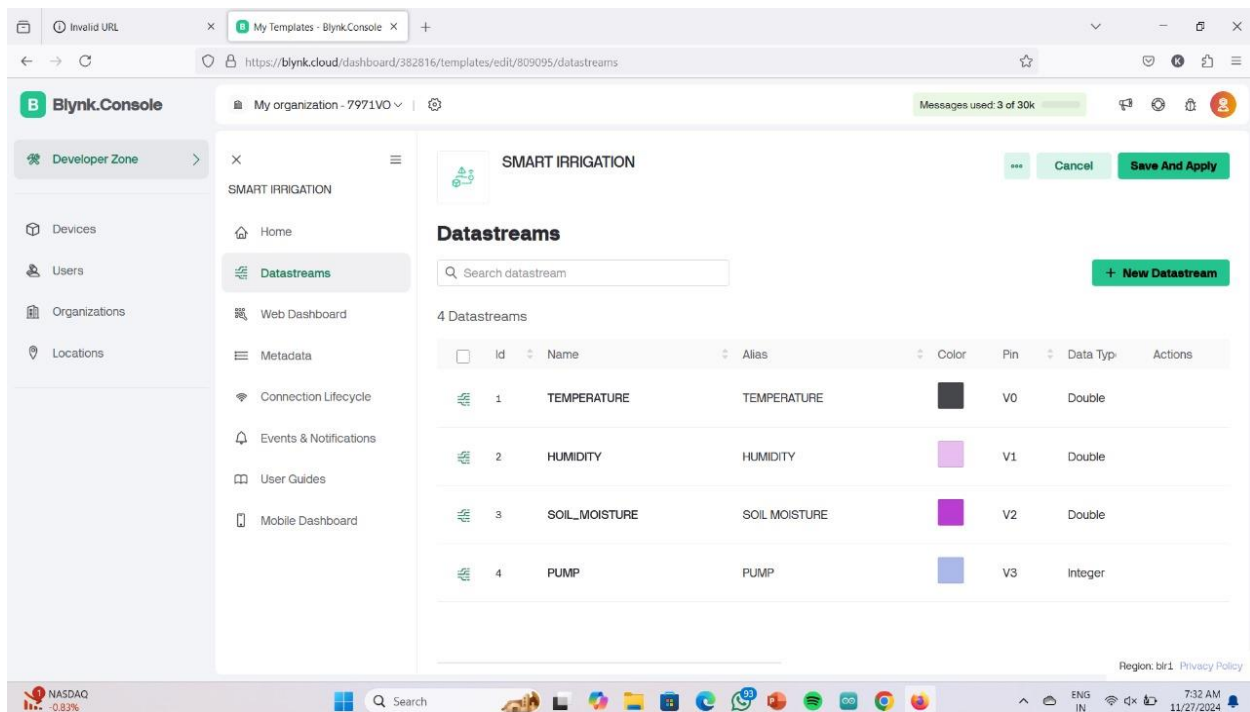 Invalid URL
B My Templates - Blynk.Console
https://blynk.cloud/dashboard/382816/templates/edit/809095/datastreams
K
B Blynk.Console
My organization - 7971VO
Messages used: 3 of 30k
Developer Zone
Devices
Users
Organizations
Locations
SMART IRRIGATION
Home
Datastreams
Web Dashboard
Metadata
Connection Lifecycle
Events & Notifications
User Guides
Mobile Dashboard
SMART IRRIGATION
Cancel
Save And Apply
Datastreams
Search datastream
+ New Datastream
4 Datastreams
Id Name Alias Color Pin Data Typ Actions
1 TEMPERATURE TEMPERATURE V0 Double
2 HUMIDITY HUMIDITY V1 Double
3 SOIL_MOISTURE SOIL MOISTURE V2 Double
4 PUMP PUMP V3 Integer
Region: blr1 Privacy Policy
1 NASDAQ
-0.83%
Search
93
ENG
IN
7:32 AM
11/27/2024